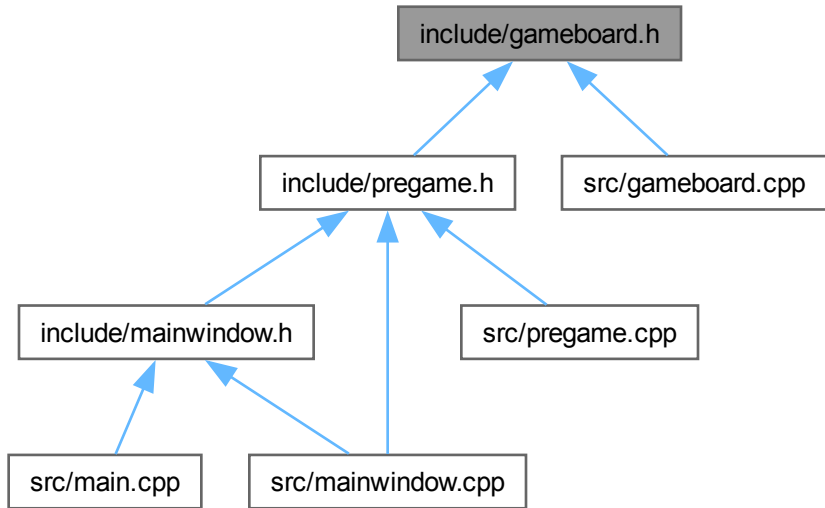 include/gameboard.h
include/pregame.h
src/gameboard.cpp
include/mainwindow.h
src/pregame.cpp
src/main.cpp
src/mainwindow.cpp